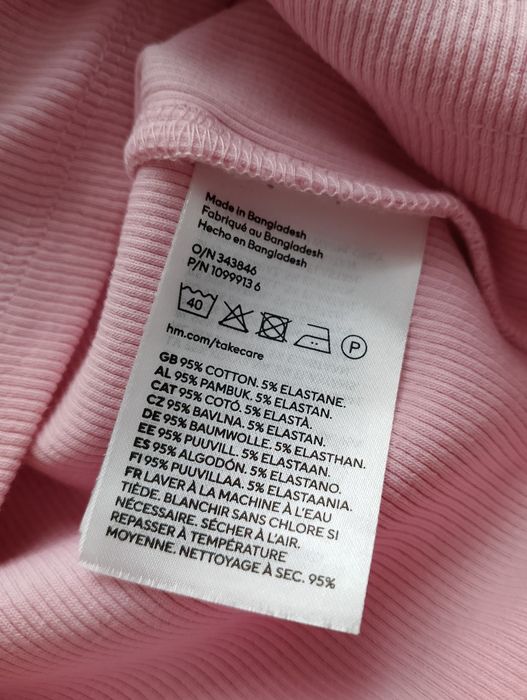 Made in Bangladesh
Fabriqué au Bangladesh
Hecho en Bangladesh
O/N 343846
P/N 1099913 6
40
P
hm.com/takecare
GB 95% COTTON. 5% ELASTANE.
AL 95% PAMBUK. 5% ELASTAN.
CAT 95% COTÓ. 5% ELASTÀ.
CZ 95% BAVLNA. 5% ELASTAN.
DE 95% BAUMWOLLE. 5% ELASTHAN.
EE 95% PUUVILL. 5% ELASTAAN.
ES 95% ALGODÓN. 5% ELASTANO.
FI 95% PUUVILLAA. 5% ELASTAANIA.
FR LAVER À LA MACHINE À L'EAU
TIÈDE. BLANCHIR SANS CHLORE SI
NÉCESSAIRE. SÉCHER À L'AIR.
REPASSER À TEMPÉRATURE
MOYENNE. NETTOYAGE À SEC. 95%